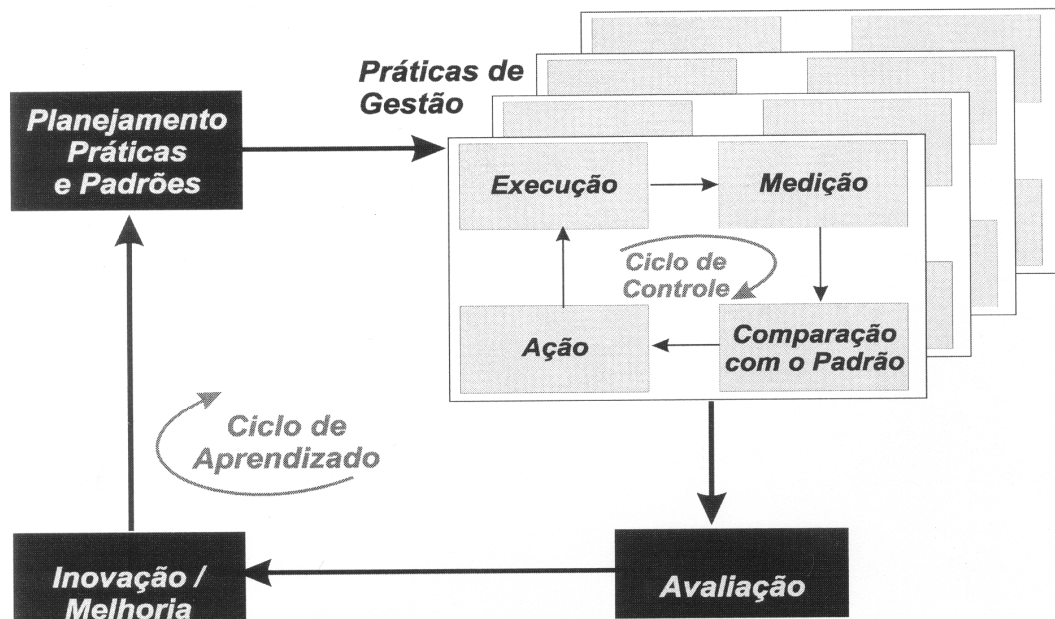 Práticas de
Gestão
Planejamento
Práticas
e Padrões
Execução
Medição
Ciclo de
Controle
Ação
Comparação
com o Padrão
Ciclo de
Aprendizado
Inovação /
Melhoria
Avaliação